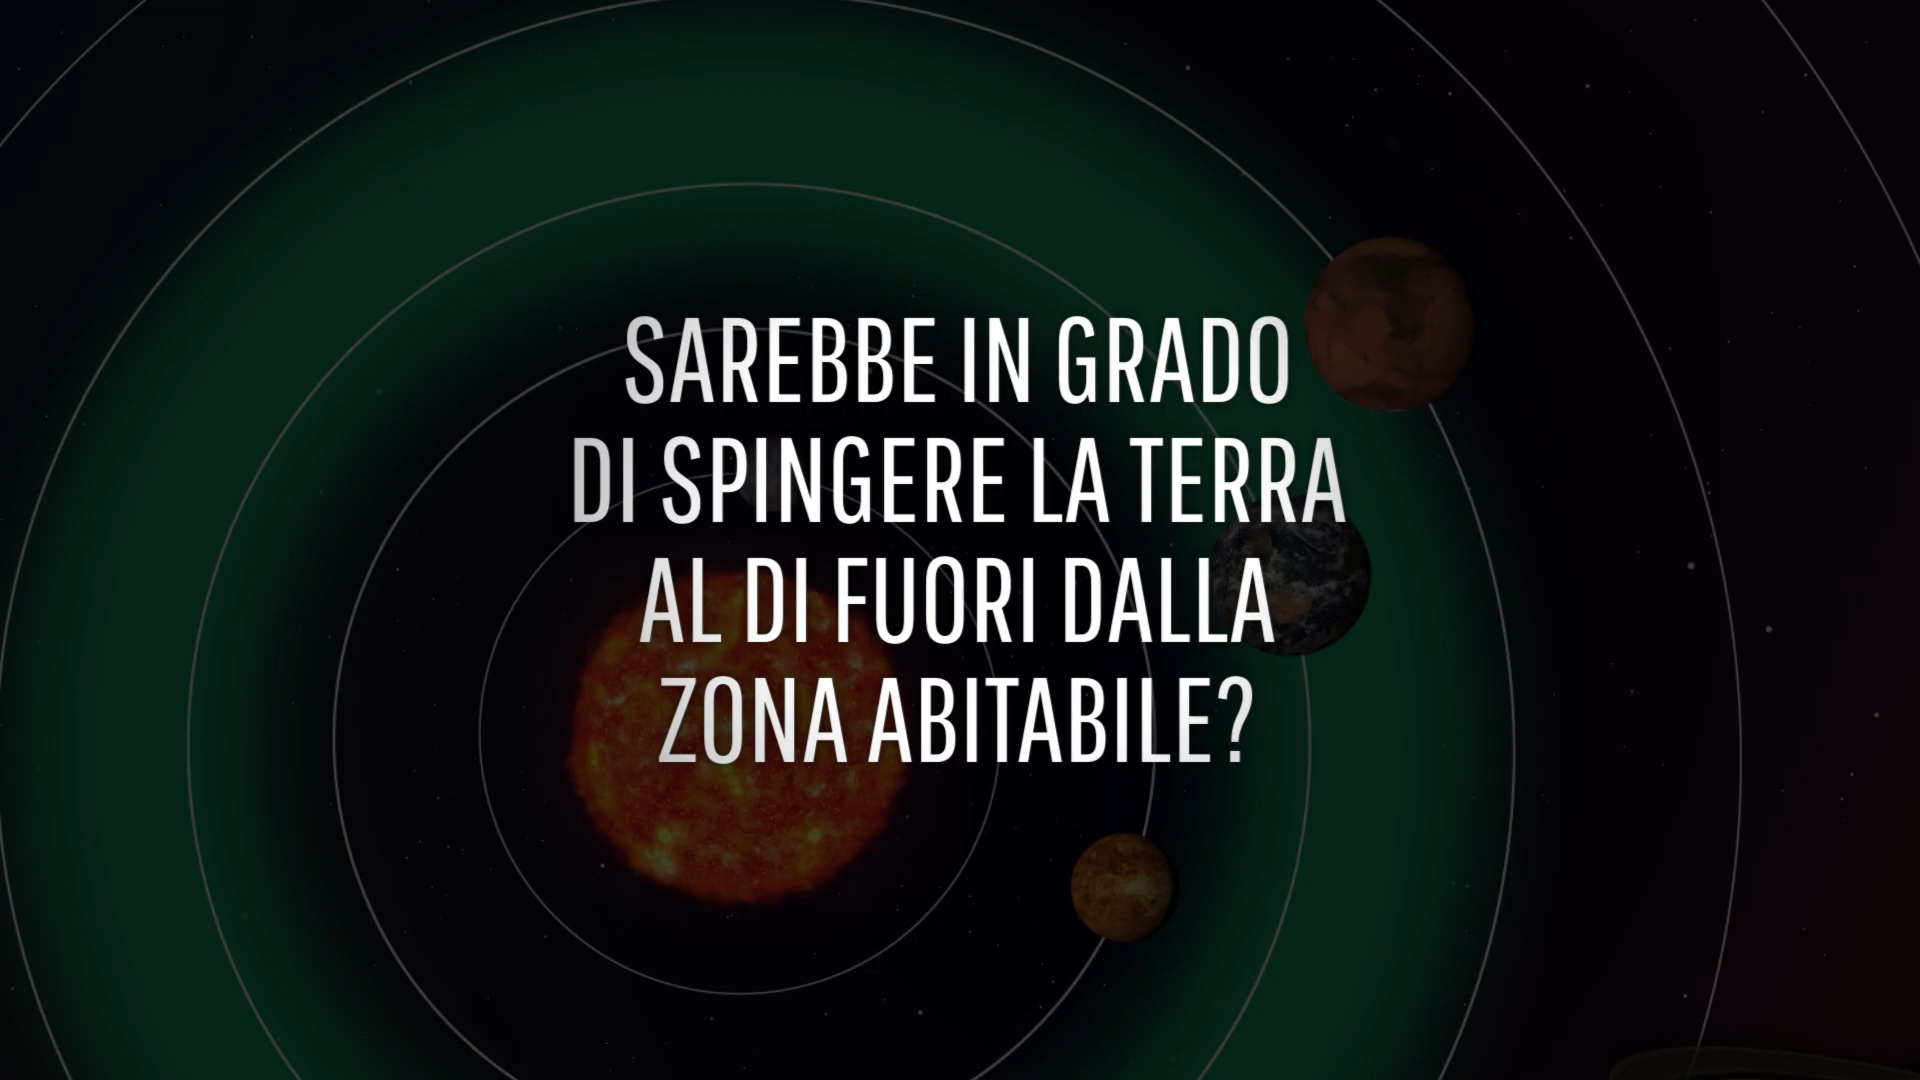 SAREBBE IN GRADO
DI SPINGERE LA TERRA
AL DI FUORI DALLA
ZONA ABITABILE?